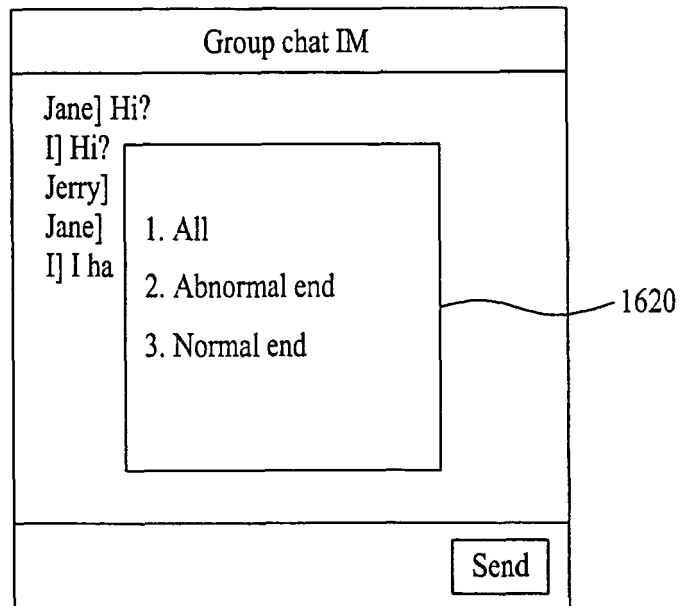 Group chat IM
Jane] Hi?
I] Hi?
Jerry]
Jane]
I] I ha
1. All
2. Abnormal end
3. Normal end
1620
Send